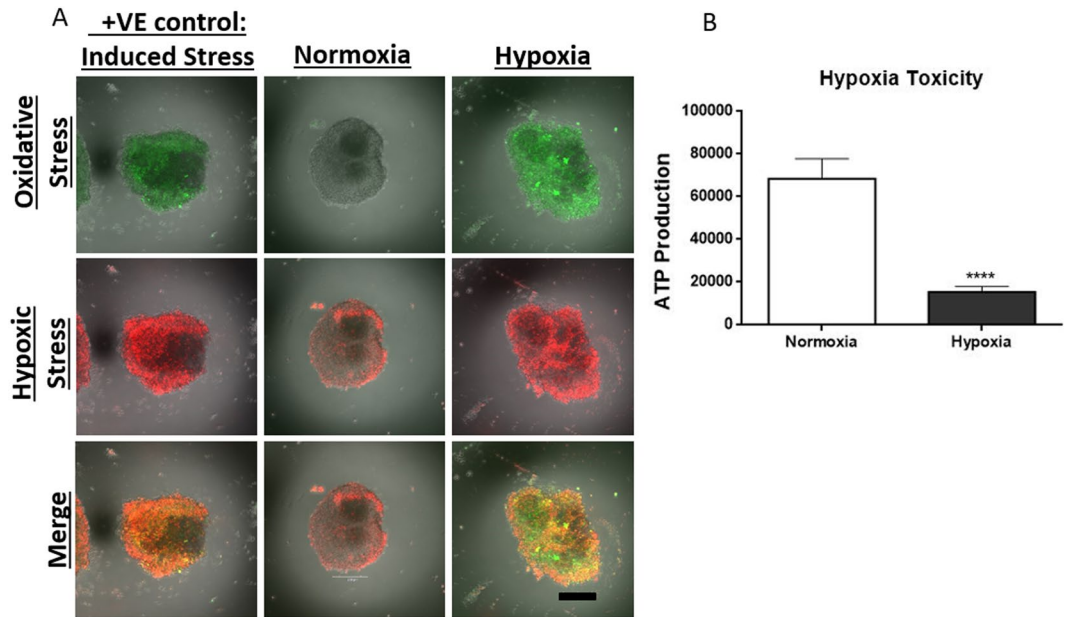 A
+VE control:
Induced Stress
Normoxia
Hypoxia
Oxidative
Stress
Hypoxic
Stress
Merge
B
Hypoxia Toxicity
ATP Production
100000
80000
60000
40000
20000
0
****
Normoxia
Hypoxia